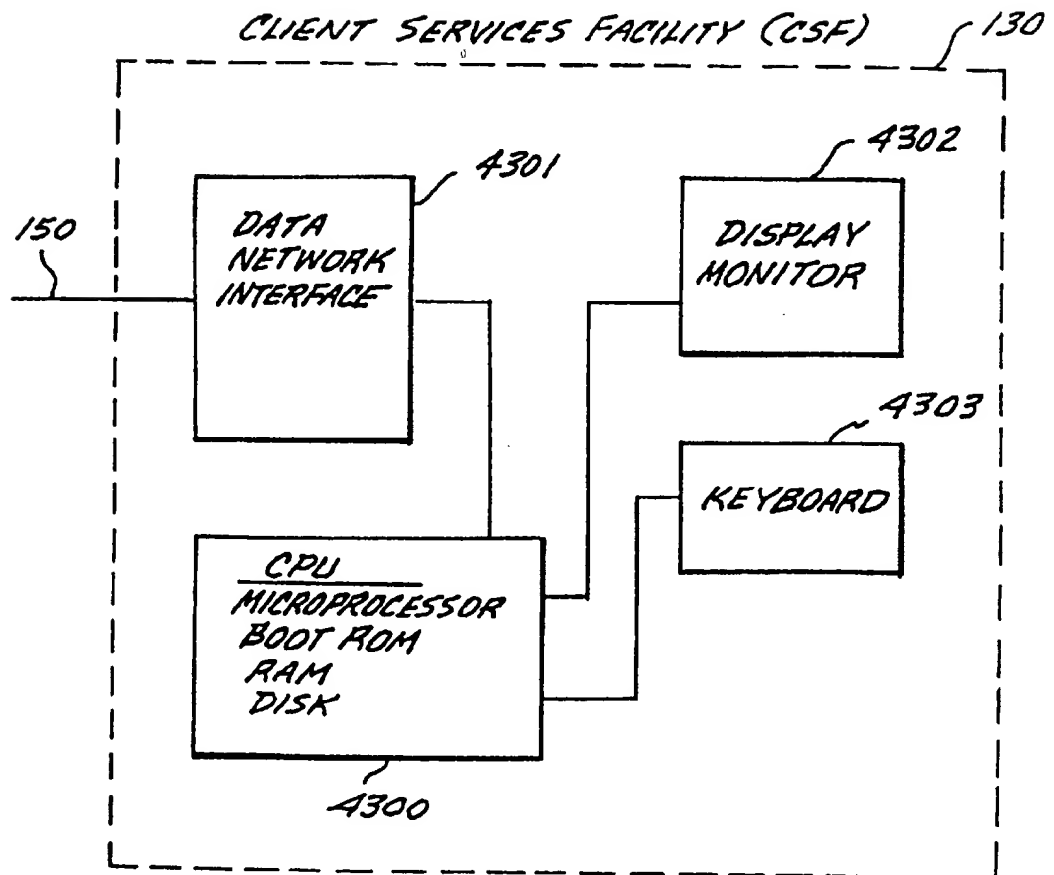 CLIENT SERVICES FACILITY (CSF)
130
4301
4302
150
DATA
NETWORK
INTERFACE
DISPLAY
MONITOR
4303
KEYBOARD
CPU
MICROPROCESSOR
BOOT ROM
RAM
DISK
4300